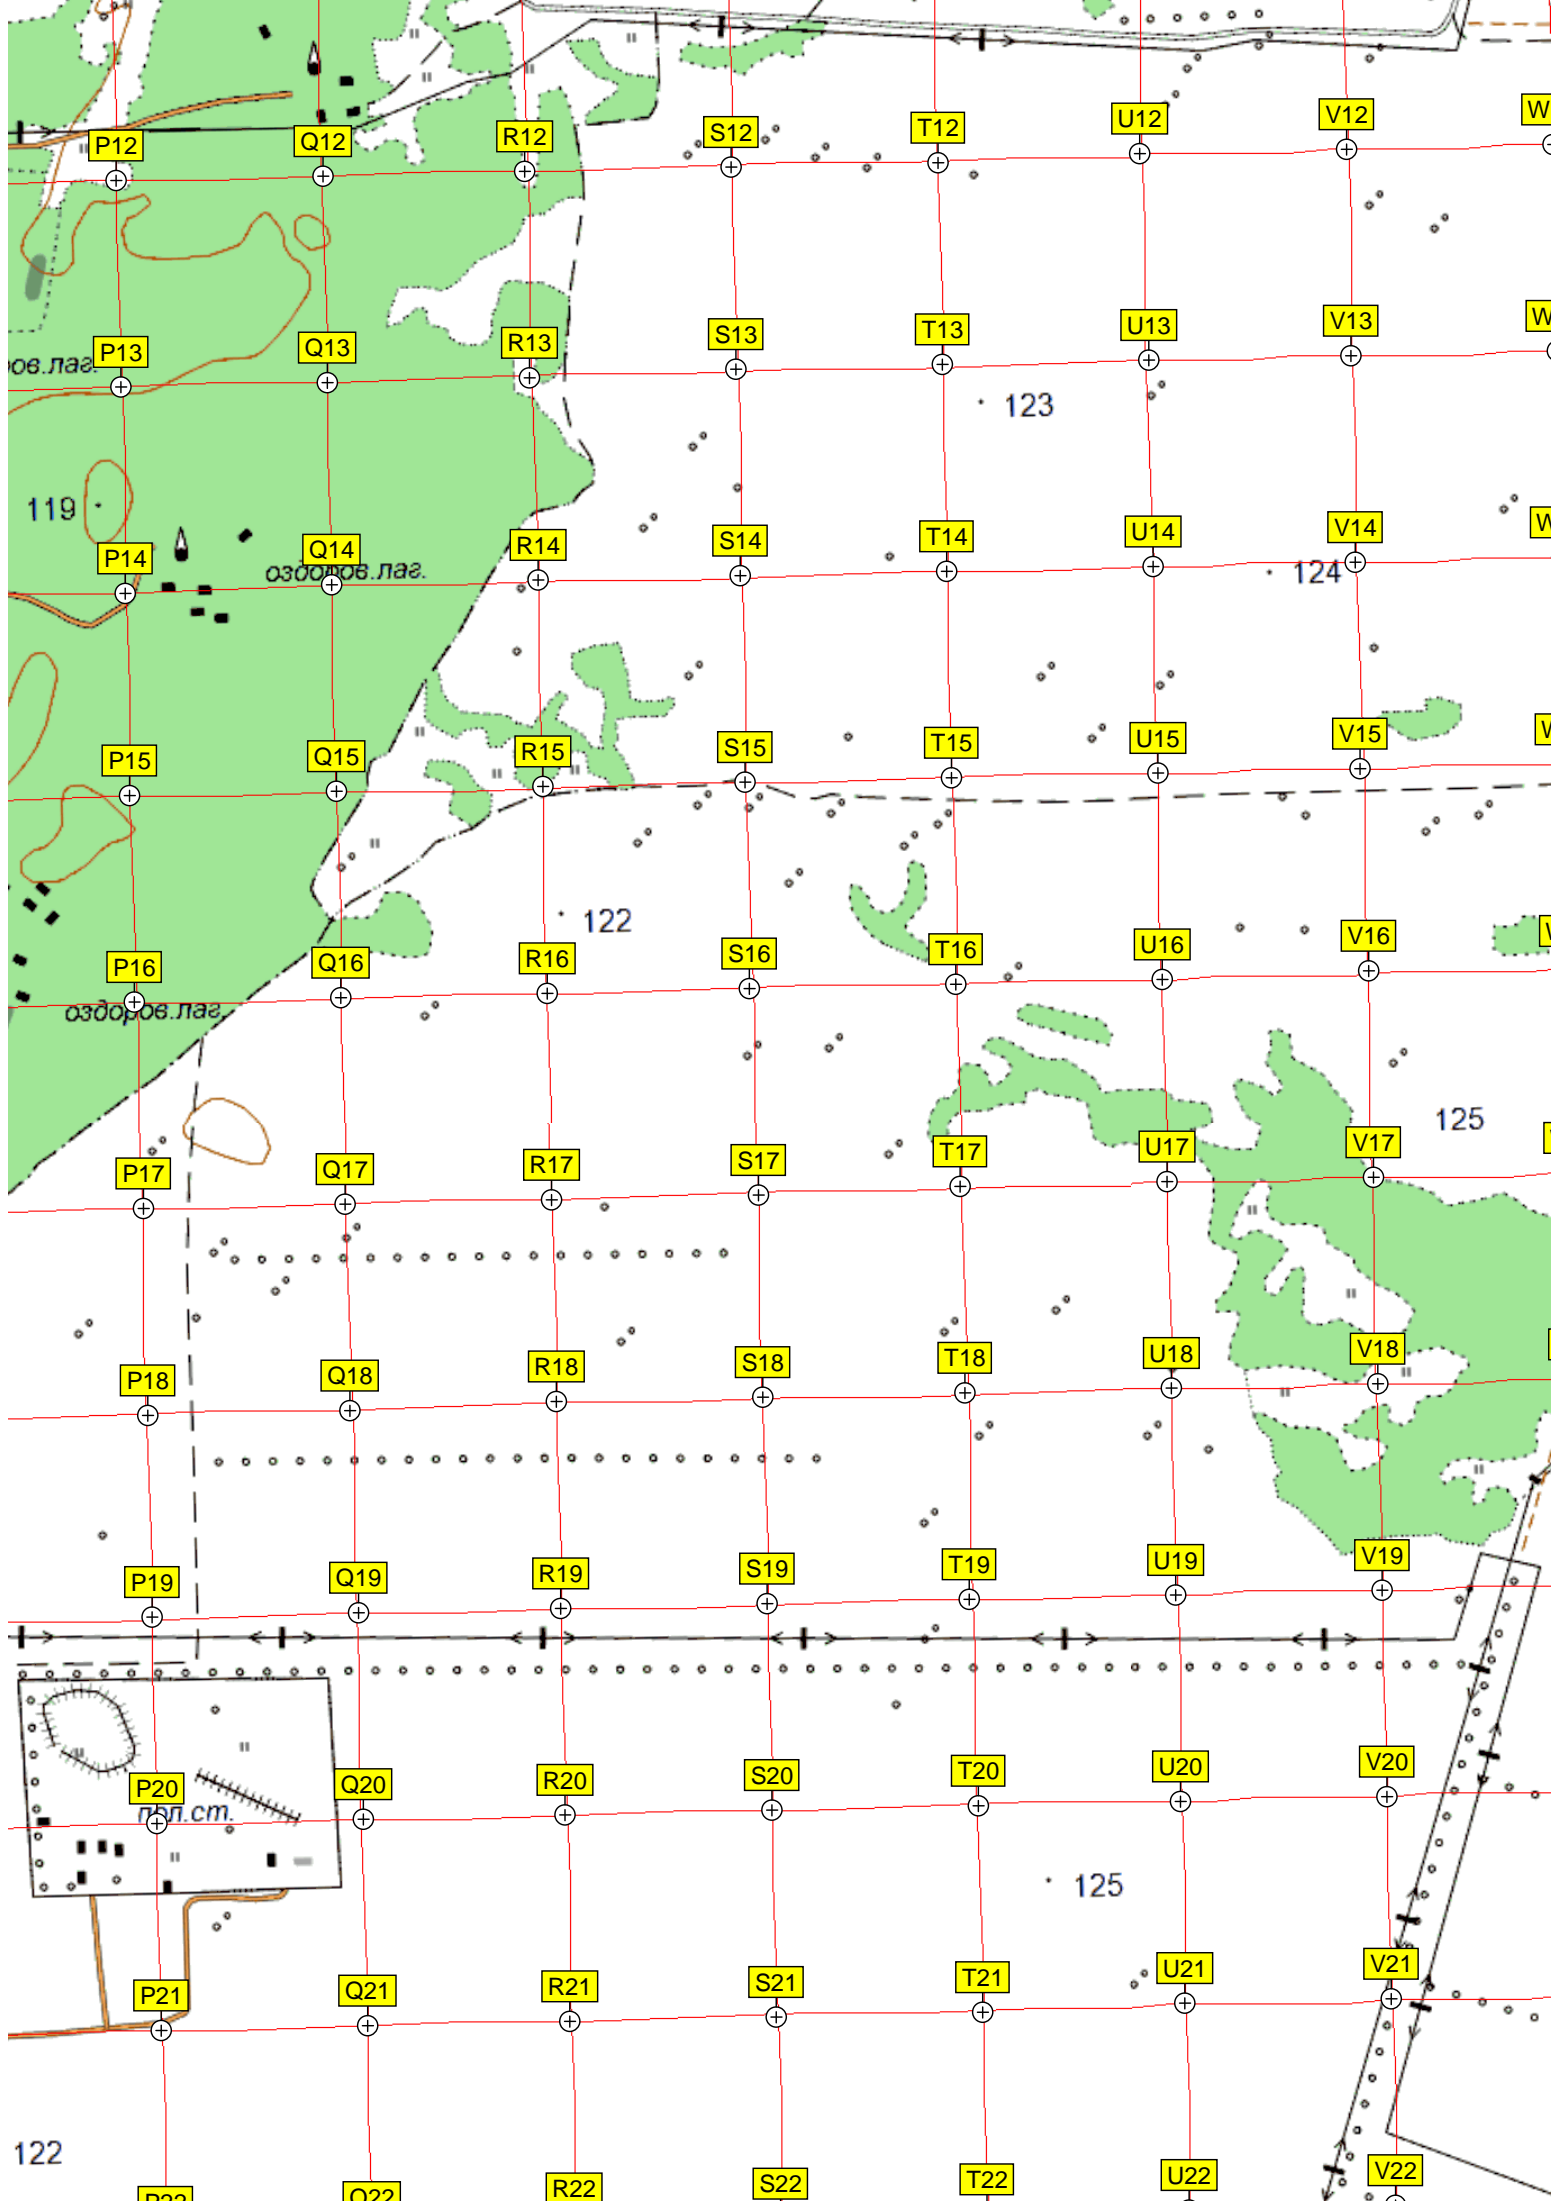 P12 Q12 R12 S12 T12 U12 V12 W
ров.лаг.
P13 Q13 R13 S13 T13 U13 V13 W
123
119
P14 Q14 R14 S14 T14 U14 V14 W
оздоров.лаг.
124
P15 Q15 R15 S15 T15 U15 V15
122
P16 Q16 R16 S16 T16 U16 V16
оздоров.лаг.
125
P17 Q17 R17 S17 T17 U17 V17
P18 Q18 R18 S18 T18 U18 V18
P19 Q19 R19 S19 T19 U19 V19
P20 Q20 R20 S20 T20 U20 V20
пол.ст.
125
P21 Q21 R21 S21 T21 U21 V21
122
P22 Q22 R22 S22 T22 U22 V22